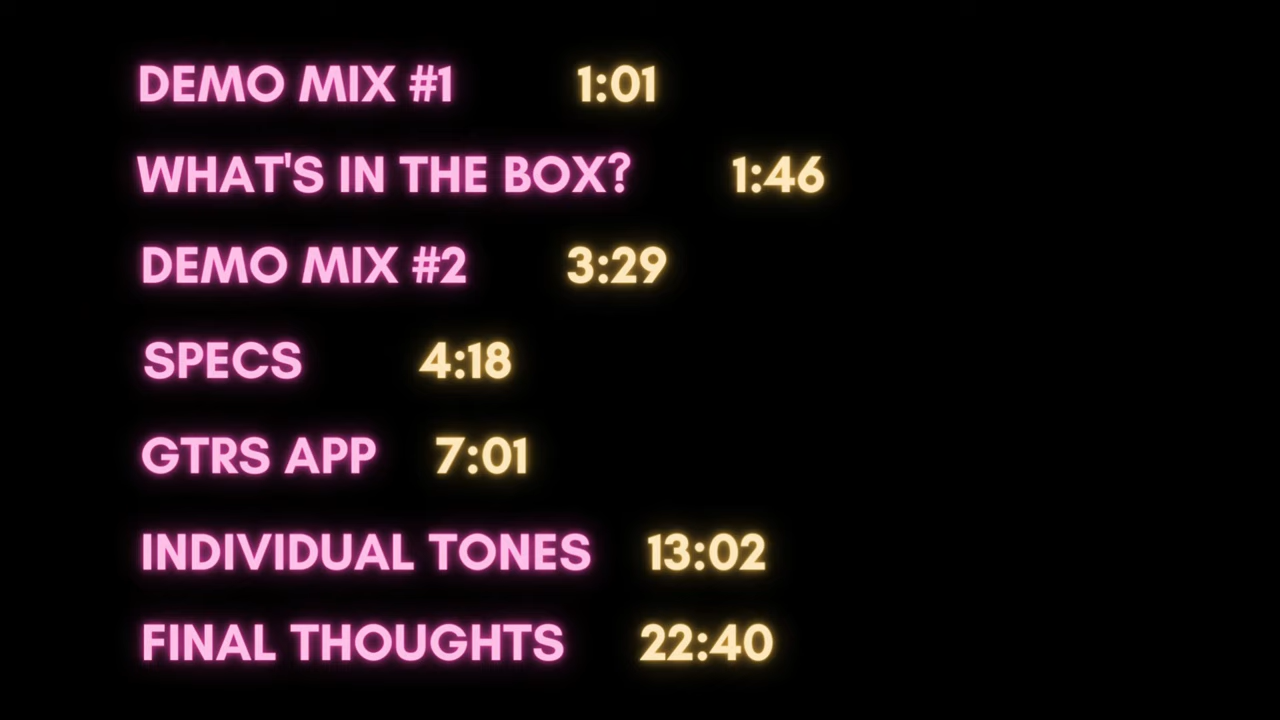 DEMO MIX #1 1:01
WHAT'S IN THE BOX? 1:46
DEMO MIX #2 3:29
SPECS 4:18
GTRS APP 7:01
INDIVIDUAL TONES 13:02
FINAL THOUGHTS 22:40